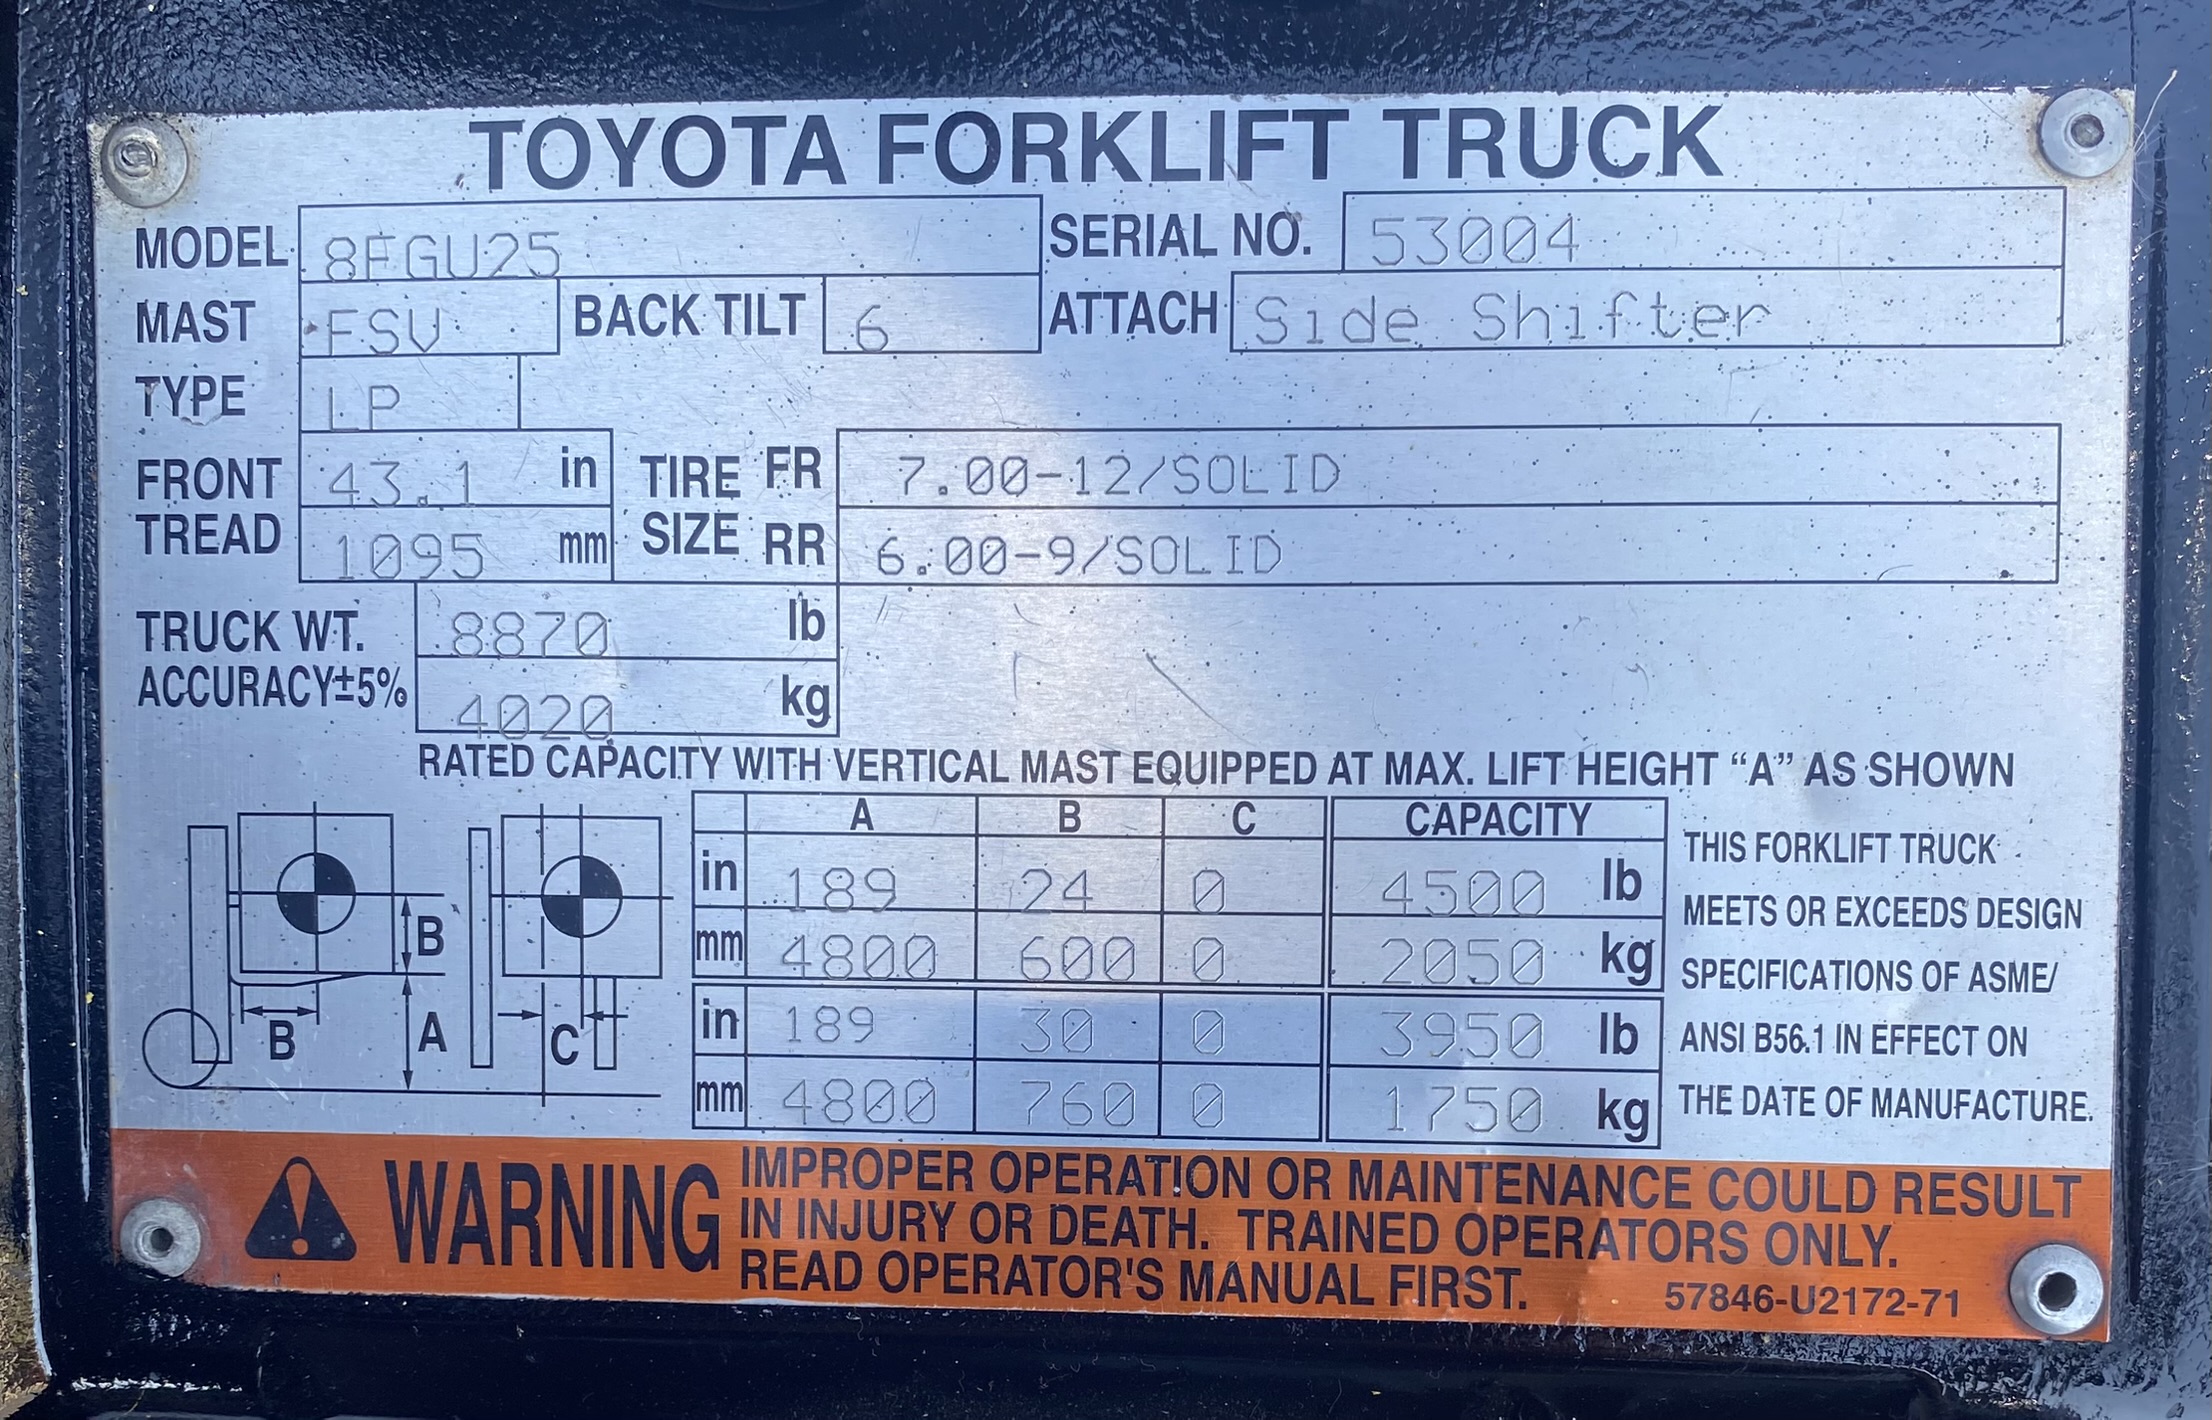 TOYOTA FORKLIFT TRUCK
MODEL 8FGU25 SERIAL NO. 53004
MAST FSV BACK TILT 6 ATTACH Side Shifter
TYPE LP
FRONT TREAD 43.1 in TIRE SIZE FR 7.00-12/SOLID
1095 mm RR 6.00-9/SOLID
TRUCK WT. 8870 lb
ACCURACY±5% 4020 kg
RATED CAPACITY WITH VERTICAL MAST EQUIPPED AT MAX. LIFT HEIGHT “A” AS SHOWN
A B C CAPACITY
in 189 24 0 4500 lb
mm 4800 600 0 2050 kg
in 189 30 0 3950 lb
mm 4800 760 0 1750 kg
B
B
A
C
THIS FORKLIFT TRUCK
MEETS OR EXCEEDS DESIGN
SPECIFICATIONS OF ASME/
ANSI B56.1 IN EFFECT ON
THE DATE OF MANUFACTURE.
WARNING
IMPROPER OPERATION OR MAINTENANCE COULD RESULT
IN INJURY OR DEATH. TRAINED OPERATORS ONLY.
READ OPERATOR'S MANUAL FIRST.
57846-U2172-71